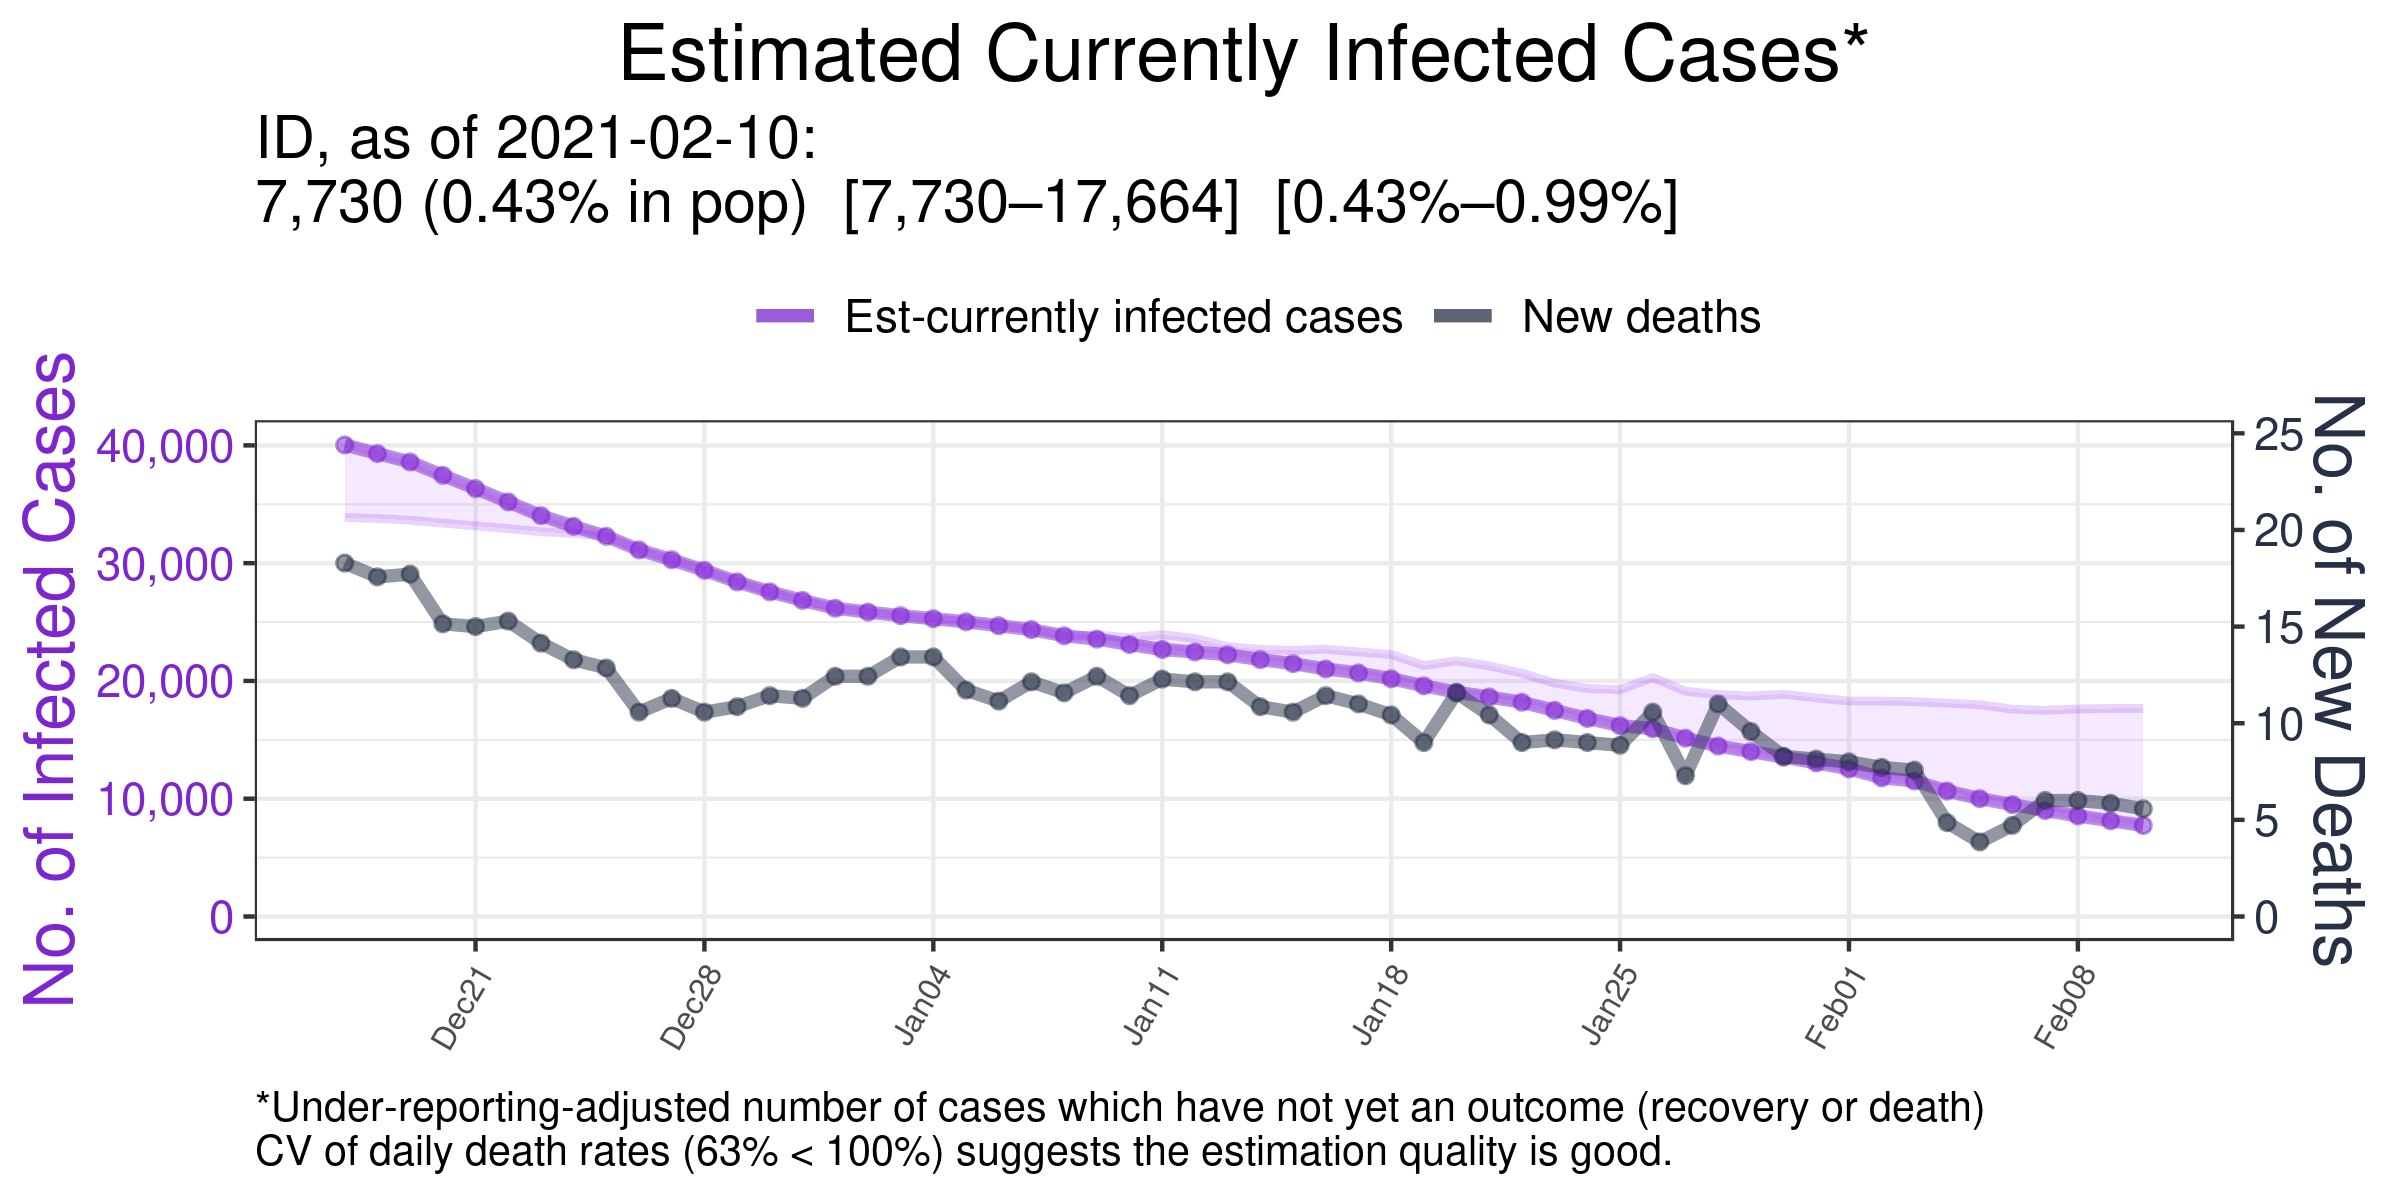 Estimated Currently Infected Cases*
ID, as of 2021-02-10:
7,730 (0.43% in pop)  [7,730–17,664]  [0.43%–0.99%]
Est-currently infected cases
New deaths
No. of Infected Cases
40,000
30,000
20,000
10,000
0
25
20
15
10
5
0
No. of New Deaths
Dec21
Dec28
Jan04
Jan11
Jan18
Jan25
Feb01
Feb08
*Under-reporting-adjusted number of cases which have not yet an outcome (recovery or death)
CV of daily death rates (63% < 100%) suggests the estimation quality is good.